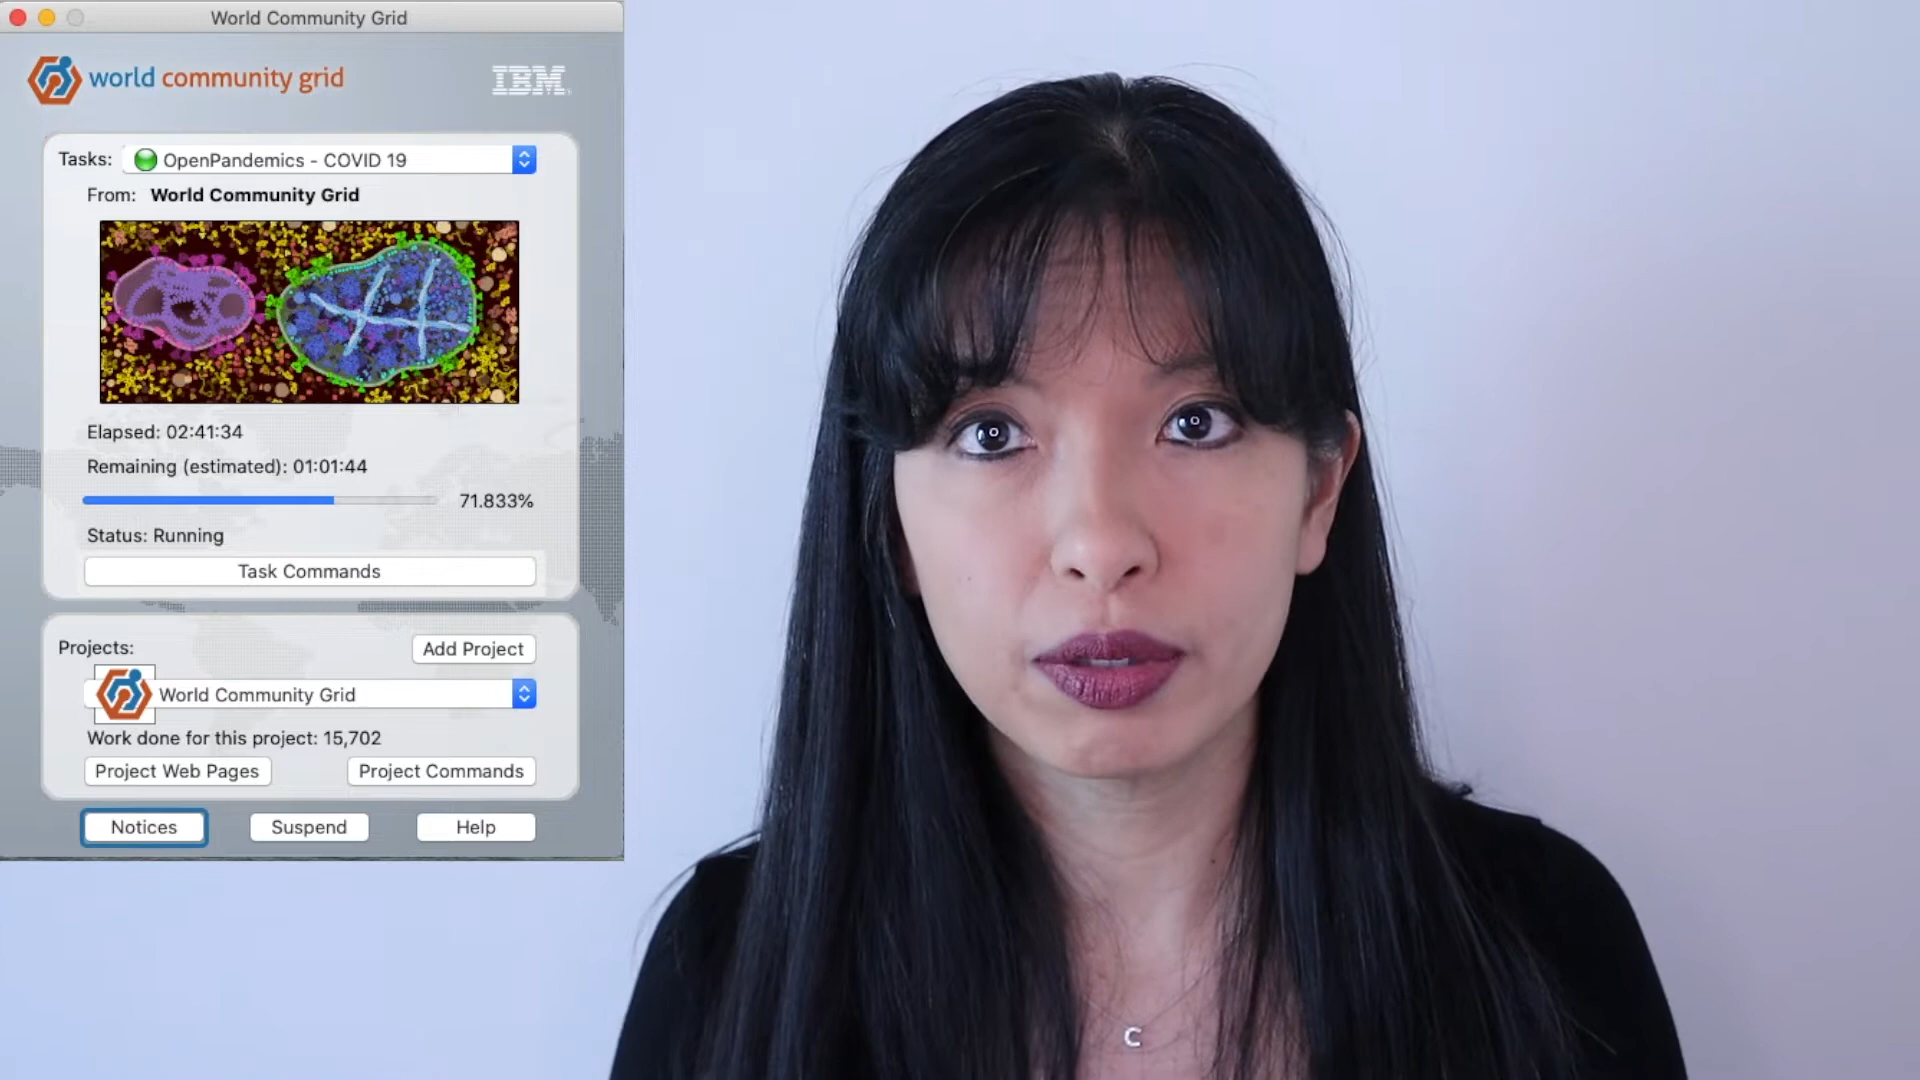 World Community Grid
world community grid
IBM
Tasks: OpenPandemics - COVID 19
From: World Community Grid
Elapsed: 02:41:34
Remaining (estimated): 01:01:44
71.833%
Status: Running
Task Commands
Projects:
Add Project
World Community Grid
Work done for this project: 15,702
Project Web Pages
Project Commands
Notices
Suspend
Help
C